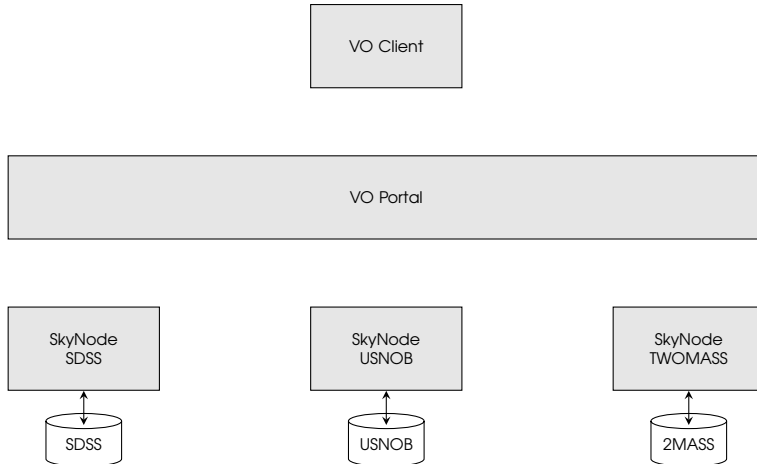 VO Client
VO Portal
SkyNode
SDSS
SkyNode
USNOB
SkyNode
TWOMASS
SDSS
USNOB
2MASS